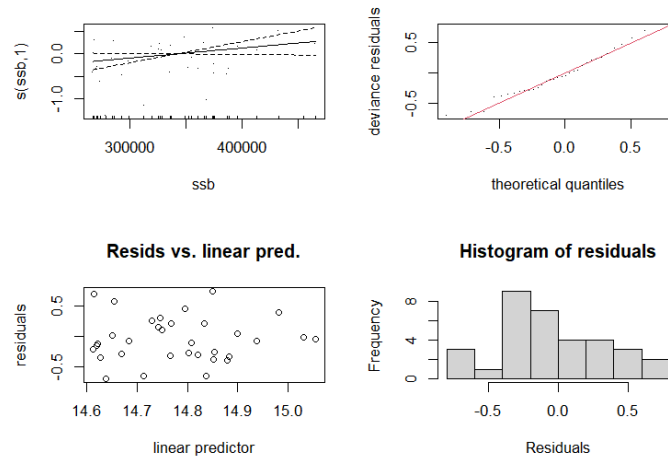 s(ssb,1)
0.0
-1.0
300000
400000
ssb
deviance residuals
0.5
-0.5
-0.5
0.0
0.5
theoretical quantiles
Resids vs. linear pred.
residuals
0.5
-0.5
14.6
14.7
14.8
14.9
15.0
linear predictor
Histogram of residuals
Frequency
8
4
0
-0.5
0.0
0.5
Residuals